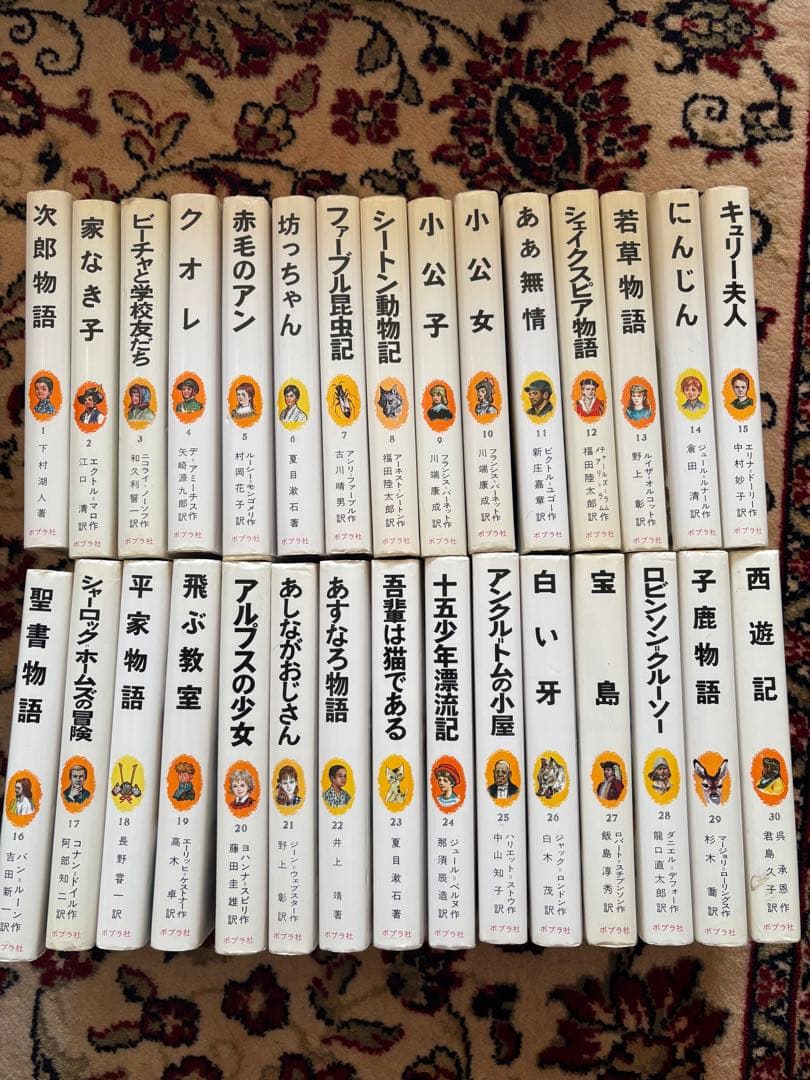 次郎物語
1
下村湖人著
ポプラ社
家なき子
2
エクトル=マロ作
江口 清訳
ポプラ社
ビーチャと学校友だち
3
ニコライ=ノーソフ作
和久利誓一訳
ポプラ社
クオレ
4
デ=アミーチス作
矢崎源九郎訳
ポプラ社
赤毛のアン
5
ルーシー=モンゴメリ作
村岡花子訳
ポプラ社
坊っちゃん
6
夏目漱石著
ポプラ社
ファーブル昆虫記
7
アンリ=ファーブル作
古川晴男訳
ポプラ社
シートン動物記
8
アーネスト=シートン作
福田陸太郎訳
ポプラ社
小公子
9
フランシス=バーネット作
川端康成訳
ポプラ社
小公女
10
フランシス=バーネット作
川端康成訳
ポプラ社
ああ無情
11
ビクトル=ユゴー作
新庄嘉章訳
ポプラ社
シェイクスピア物語
12
チャールズ=ラム
メアリ=ラム作
福田陸太郎訳
ポプラ社
若草物語
13
ルイザ=オルコット作
野上 彰訳
ポプラ社
にんじん
14
ジュール=ルナール作
倉田 清訳
ポプラ社
キュリー夫人
15
エリナ=ドーリー作
中村妙子訳
ポプラ社
聖書物語
16
バン=ルーン作
吉田新一訳
ポプラ社
シャーロック=ホームズの冒険
17
コナン=ドイル作
阿部知二訳
ポプラ社
平家物語
18
長野甞一訳
ポプラ社
飛ぶ教室
19
エーリッヒ=ケストナー作
高木 卓訳
ポプラ社
アルプスの少女
20
ヨハンナ=スピリ作
藤田圭雄訳
ポプラ社
あしながおじさん
21
ジーン=ウェブスター作
野上 彰訳
ポプラ社
あすなろ物語
22
井上 靖著
ポプラ社
吾輩は猫である
23
夏目漱石著
ポプラ社
十五少年漂流記
24
ジュール=ベルヌ作
那須辰造訳
ポプラ社
アンクル=トムの小屋
25
ハリエット=ストウ作
中山知子訳
ポプラ社
白い牙
26
ジャック=ロンドン作
白木 茂訳
ポプラ社
宝島
27
ロバート=スチブンソン作
飯島淳秀訳
ポプラ社
ロビンソン=クルーソー
28
ダニエル=デフォー作
龍口直太郎訳
ポプラ社
子鹿物語
29
マージョリー=ローリングス作
杉木 喬訳
ポプラ社
西遊記
30
呉 承恩作
君島久子訳
ポプラ社